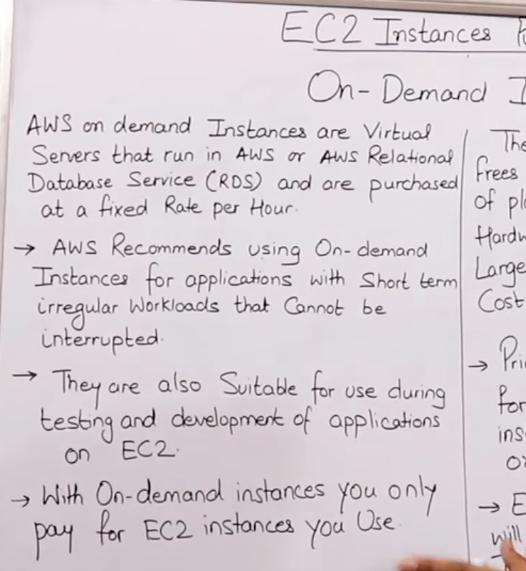 EC2 Instances
On-Demand
AWS on demand Instances are Virtual
Servers that run in AWS or AWS Relational
Database Service (RDS) and are purchased
at a fixed Rate per Hour.
→ AWS Recommends using On-demand
Instances for applications with Short term
irregular Workloads that Cannot be
interrupted.
→ They are also Suitable for use during
testing and development of applications
on EC2.
→ With On-demand instances you only
pay for EC2 instances you Use.
The
Frees
of
Large
Cost
→
For
→
will